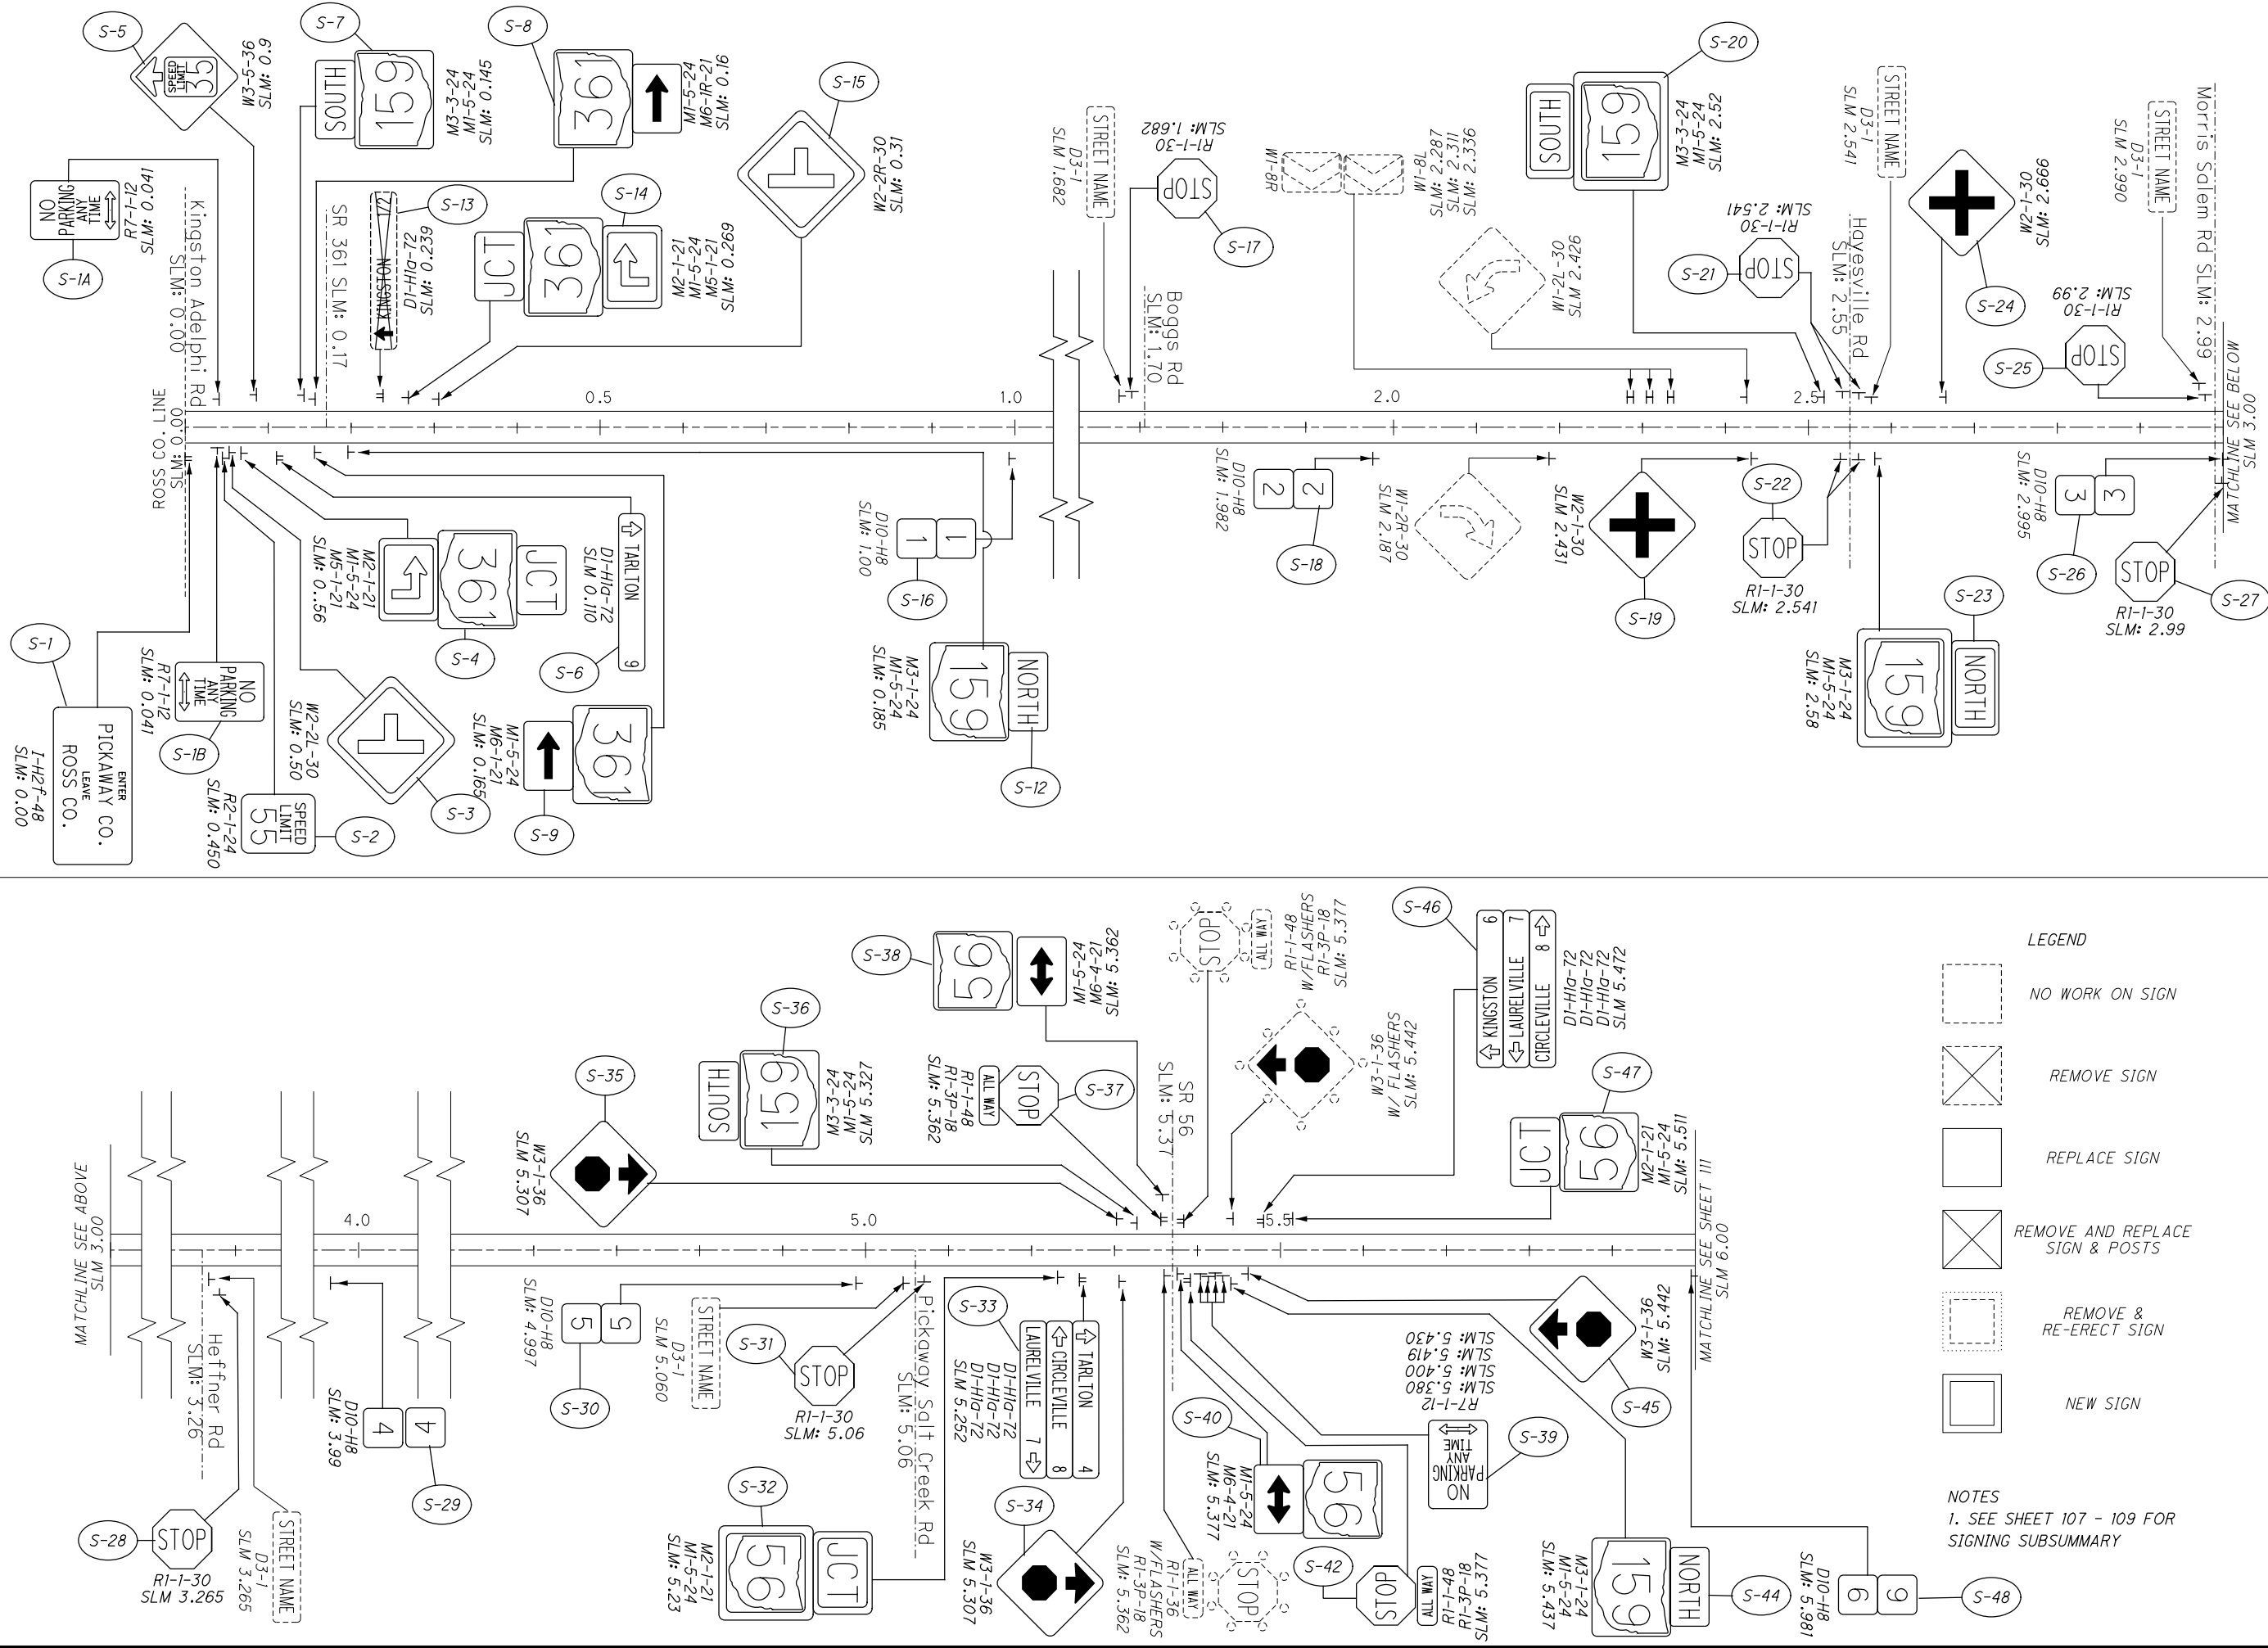 S-5
SPEED
LIMIT
35
W3-5-36
SLM: 0.9
S-7
SOUTH
159
M3-3-24
M1-5-24
SLM: 0.145
S-8
361
M1-5-24
M6-1R-21
SLM: 0.16
S-15
W2-2R-30
SLM: 0.31
NO
PARKING
ANY
TIME
R7-1-12
SLM: 0.041
S-1A
Kingston Adelphi Rd
SLM: 0.00
SR 361 SLM: 0.17
S-13
KINGSTON 1/2
D1-H1a-72
SLM: 0.239
S-14
JCT
361
M2-1-21
M1-5-24
M5-1-21
SLM: 0.269
STREET NAME
D3-1
SLM 1.682
R1-1-30
SLM: 1.682
STOP
S-17
Boggs Rd
SLM: 1.70
W1-8R
W1-8L
SLM: 2.287
SLM: 2.311
SLM: 2.336
W1-2L-30
SLM 2.426
S-20
SOUTH
159
M3-3-24
M1-5-24
SLM: 2.52
R1-1-30
SLM: 2.541
STOP
S-21
STREET NAME
D3-1
SLM 2.541
Hayesville Rd
SLM: 2.55
S-24
W2-1-30
SLM: 2.666
R1-1-30
SLM: 2.99
STOP
S-25
STREET NAME
D3-1
SLM 2.990
Morris Salem Rd SLM: 2.99
MATCHLINE SEE BELOW
SLM 3.00
ROSS CO. LINE
SLM: 0.00
0.5
1.0
2.0
2.5
S-1
ENTER
PICKAWAY CO.
LEAVE
ROSS CO.
I-H2f-48
SLM: 0.00
NO
PARKING
ANY
TIME
R7-1-12
SLM: 0.041
S-1B
SPEED
LIMIT
55
R2-1-24
SLM: 0.450
S-2
W2-2L-30
SLM: 0.50
S-3
JCT
361
M2-1-21
M1-5-24
M5-1-21
SLM: 0..56
S-4
TARLTON 9
D1-H1a-72
SLM 0.110
S-6
361
M1-5-24
M6-1-21
SLM: 0.165
S-9
1
1
D10-H8
SLM: 1.000
S-16
NORTH
159
M3-1-24
M1-5-24
SLM: 0.185
S-12
2
2
D10-H8
SLM: 1.982
S-18
W1-2R-30
SLM 2.187
W2-1-30
SLM 2.431
S-19
S-22
STOP
R1-1-30
SLM: 2.541
S-23
NORTH
159
M3-1-24
M1-5-24
SLM: 2.58
3
3
D10-H8
SLM: 2.995
S-26
STOP
R1-1-30
SLM: 2.99
S-27
MATCHLINE SEE ABOVE
SLM 3.00
4.0
5.0
5.5
Heffner Rd
SLM: 3.26
S-28
STOP
R1-1-30
SLM 3.265
STREET NAME
D3-1
SLM 3.265
4
4
D10-H8
SLM: 3.99
S-29
S-35
W3-1-36
SLM 5.307
S-36
SOUTH
159
M3-3-24
M1-5-24
SLM 5.327
S-38
56
M1-5-24
M6-4-21
SLM: 5.362
S-37
STOP
ALL WAY
R1-1-48
R1-3P-18
SLM: 5.362
STOP
ALL WAY
R1-1-48
W/FLASHERS
R1-3P-18
SLM: 5.377
SR 56
SLM: 5.37
W3-1-36
W/ FLASHERS
SLM: 5.442
S-46
KINGSTON 6
LAURELVILLE 7
CIRCLEVILLE 8
D1-H1a-72
D1-H1a-72
D1-H1a-72
SLM 5.472
S-47
JCT
56
M2-1-21
M1-5-24
SLM: 5.511
MATCHLINE SEE SHEET 111
SLM 6.00
5
5
D10-H8
SLM: 4.997
S-30
STREET NAME
D3-1
SLM 5.060
S-31
STOP
R1-1-30
SLM: 5.06
Pickaway Salt Creek Rd
SLM: 5.06
S-32
JCT
56
M2-1-21
M1-5-24
SLM: 5.23
S-33
TARLTON 4
CIRCLEVILLE 8
LAURELVILLE 7
D1-H1a-72
D1-H1a-72
D1-H1a-72
SLM 5.252
S-34
W3-1-36
SLM 5.307
STOP
ALL WAY
R1-1-36
W/FLASHERS
R1-3P-18
SLM: 5.362
S-40
56
M1-5-24
M6-4-21
SLM: 5.377
S-42
STOP
ALL WAY
R1-1-48
R1-3P-18
SLM: 5.377
S-39
NO
PARKING
ANY
TIME
R7-1-12
SLM: 5.380
SLM: 5.400
SLM: 5.419
SLM: 5.430
S-45
W3-1-36
SLM: 5.442
S-44
NORTH
159
M3-1-24
M1-5-24
SLM: 5.437
6
6
D10-H8
SLM: 5.981
S-48
LEGEND
NO WORK ON SIGN
REMOVE SIGN
REPLACE SIGN
REMOVE AND REPLACE
SIGN & POSTS
REMOVE &
RE-ERECT SIGN
NEW SIGN
NOTES
1. SEE SHEET 107 - 109 FOR
SIGNING SUBSUMMARY